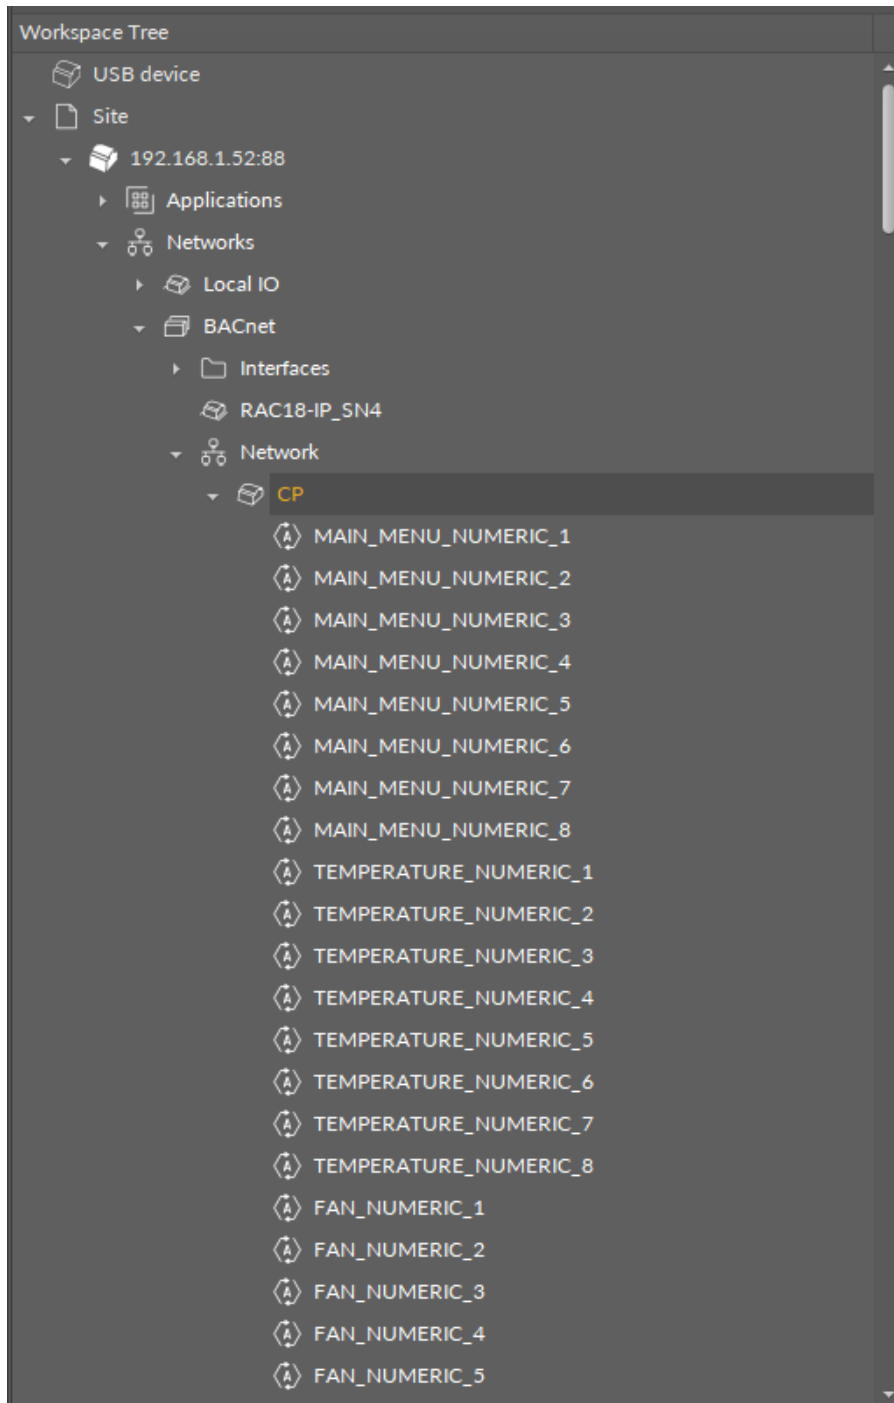 Workspace Tree
USB device
Site
192.168.1.52:88
Applications
Networks
Local IO
BACnet
Interfaces
RAC18-IP_SN4
Network
CP
MAIN_MENU_NUMERIC_1
MAIN_MENU_NUMERIC_2
MAIN_MENU_NUMERIC_3
MAIN_MENU_NUMERIC_4
MAIN_MENU_NUMERIC_5
MAIN_MENU_NUMERIC_6
MAIN_MENU_NUMERIC_7
MAIN_MENU_NUMERIC_8
TEMPERATURE_NUMERIC_1
TEMPERATURE_NUMERIC_2
TEMPERATURE_NUMERIC_3
TEMPERATURE_NUMERIC_4
TEMPERATURE_NUMERIC_5
TEMPERATURE_NUMERIC_6
TEMPERATURE_NUMERIC_7
TEMPERATURE_NUMERIC_8
FAN_NUMERIC_1
FAN_NUMERIC_2
FAN_NUMERIC_3
FAN_NUMERIC_4
FAN_NUMERIC_5